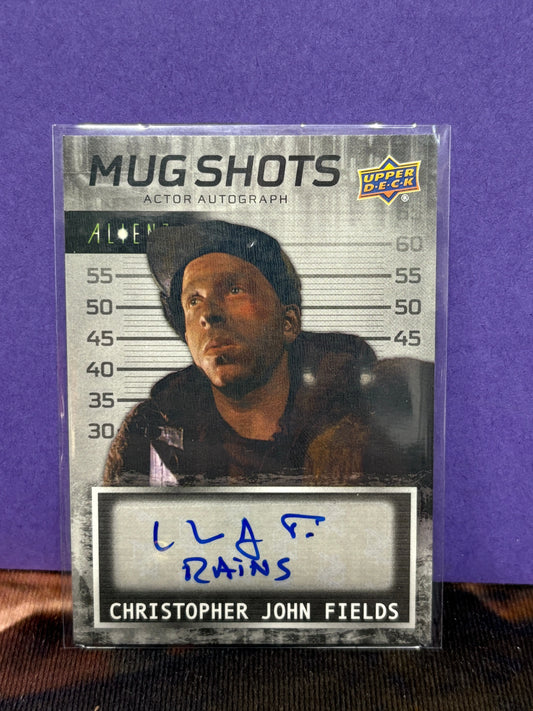 MUG SHOTS
ACTOR AUTOGRAPH
UPPER
D·E·C·K
ALIEN
60
55 55
50 50
45 45
40
35
30
RAINS
CHRISTOPHER JOHN FIELDS